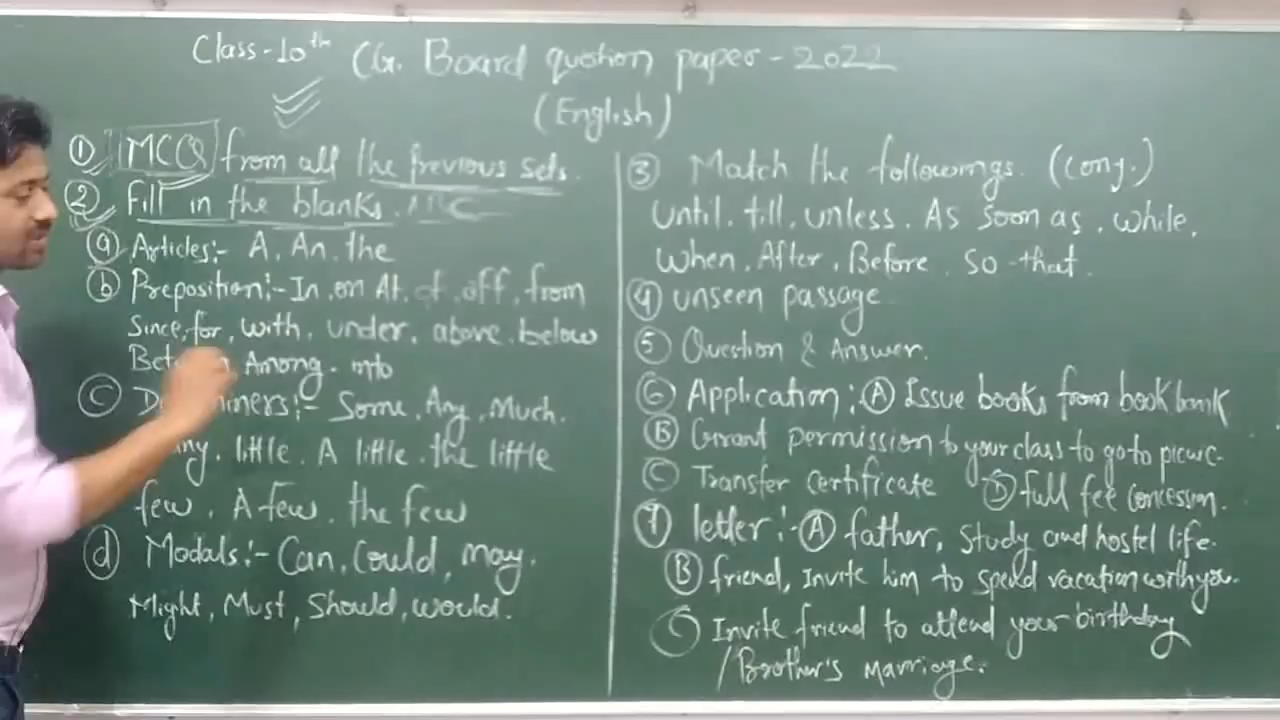 Class-10th CG. Board quetion paper - 2022
(English)
① MCQ from all the previous sets.
② Fill in the blanks.
ⓐ Articles:- A. An. the
ⓑ Preposition:- In, on At. of. off. from
Since, for, with. under. above. below
Among. into
ⓒ Some, Any, Much.
little. A little. the little
few. A few. the few
ⓓ Modals:- Can, Could, may.
Might, Must, Should, would.
③ Match the followings. (Conj.)
until. till. unless. As soon as. while.
when. After. Before. so-that.
④ unseen passage
⑤ Question & Answer.
⑥ Application: Ⓐ Issue books from book bank
Ⓑ Grant permission to your class to go to picnic.
Ⓒ Transfer certificate Ⓓ full fee concession.
⑦ letter:- Ⓐ father, study and hostel life.
Ⓑ friend, invite him to spend vacation with you.
Ⓒ Invite friend to attend your birthday
/Brother's marriage.